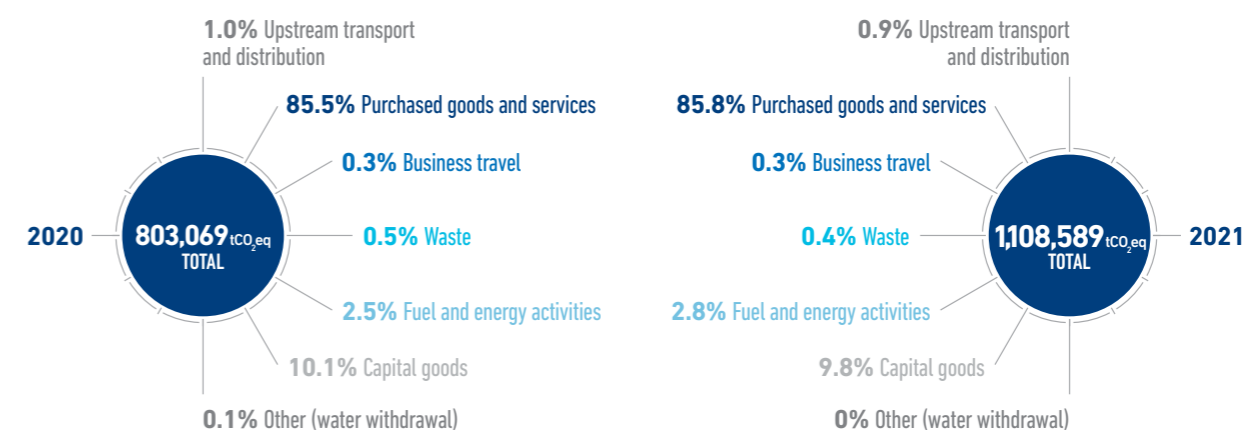 1.0% Upstream transport
and distribution
85.5% Purchased goods and services
0.3% Business travel
2020
803,069 tCO₂eq
TOTAL
0.5% Waste
2.5% Fuel and energy activities
10.1% Capital goods
0.1% Other (water withdrawal)
0.9% Upstream transport
and distribution
85.8% Purchased goods and services
0.3% Business travel
0.4% Waste
1,108,589 tCO₂eq
TOTAL
2021
2.8% Fuel and energy activities
9.8% Capital goods
0% Other (water withdrawal)